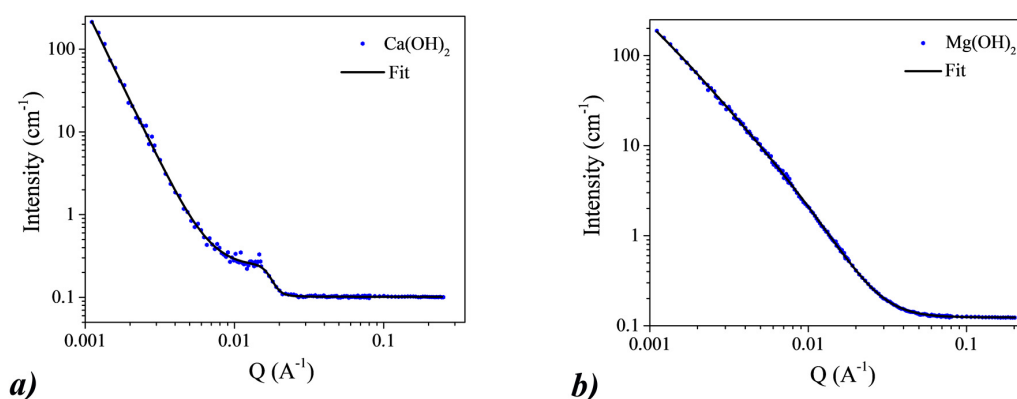 100
10
1
0.1
0.001
0.01
0.1
Intensity (cm⁻¹)
Q (A⁻¹)
Ca(OH)₂
Fit
a)
100
10
1
0.1
0.001
0.01
0.1
Intensity (cm⁻¹)
Q (A⁻¹)
Mg(OH)₂
Fit
b)